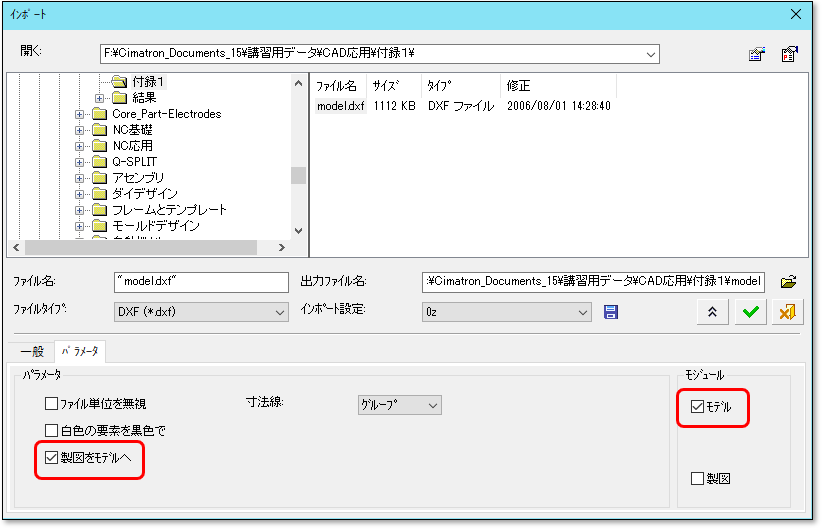 インポート
開く:
F:¥Cimatron_Documents_15¥講習用データ¥CAD応用¥付録1¥
付録1
結果
Core_Part-Electrodes
NC基礎
NC応用
Q-SPLIT
アセンブリ
ダイデザイン
フレームとテンプレート
モールドデザイン
ファイル名 サイズ タイプ 修正
model.dxf 1112 KB DXF ファイル 2006/08/01 14:28:40
ファイル名: "model.dxf" 出力ファイル名: :¥Cimatron_Documents_15¥講習用データ¥CAD応用¥付録1¥model
ファイルタイプ: DXF (*.dxf) インポート設定: 0z
一般 パラメータ
パラメータ
ファイル単位を無視 寸法線: グループ
白色の要素を黒色で
製図をモデルへ
モジュール
モデル
製図